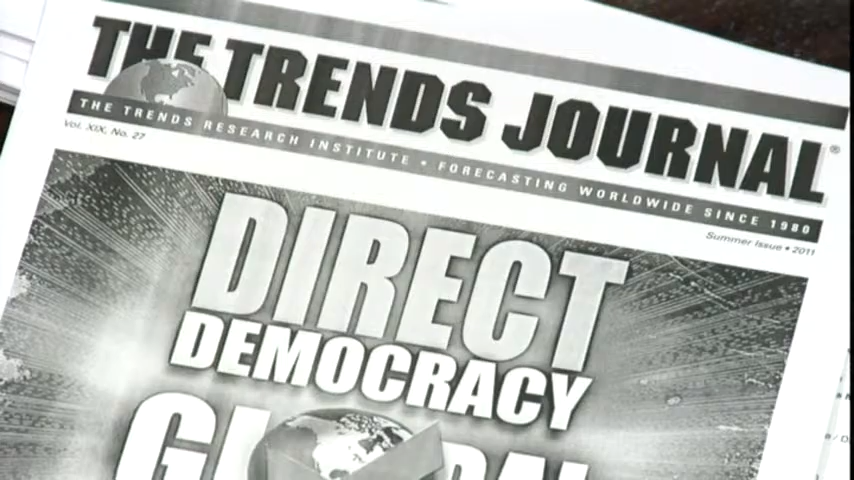 THE TRENDS JOURNAL®
THE TRENDS RESEARCH INSTITUTE • FORECASTING WORLDWIDE SINCE 1980
Vol. XIX, No. 27
Summer Issue • 2011
DIRECT
DEMOCRACY